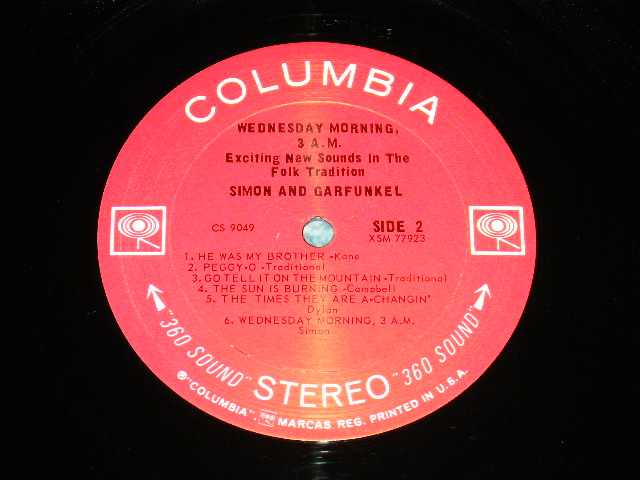 COLUMBIA
WEDNESDAY MORNING,
3 A.M.
Exciting New Sounds In The
Folk Tradition
SIMON AND GARFUNKEL
CS 9049
SIDE 2
XSM 77923
1. HE WAS MY BROTHER -Kane
2. PEGGY-O -Traditional
3. GO TELL IT ON THE MOUNTAIN -Traditional
4. THE SUN IS BURNING -Campbell
5. THE TIMES THEY ARE A-CHANGIN'
Dylan
6. WEDNESDAY MORNING, 3 A.M.
Simon
"360 SOUND" STEREO "360 SOUND"
® "COLUMBIA", MARCAS REG. PRINTED IN U.S.A.